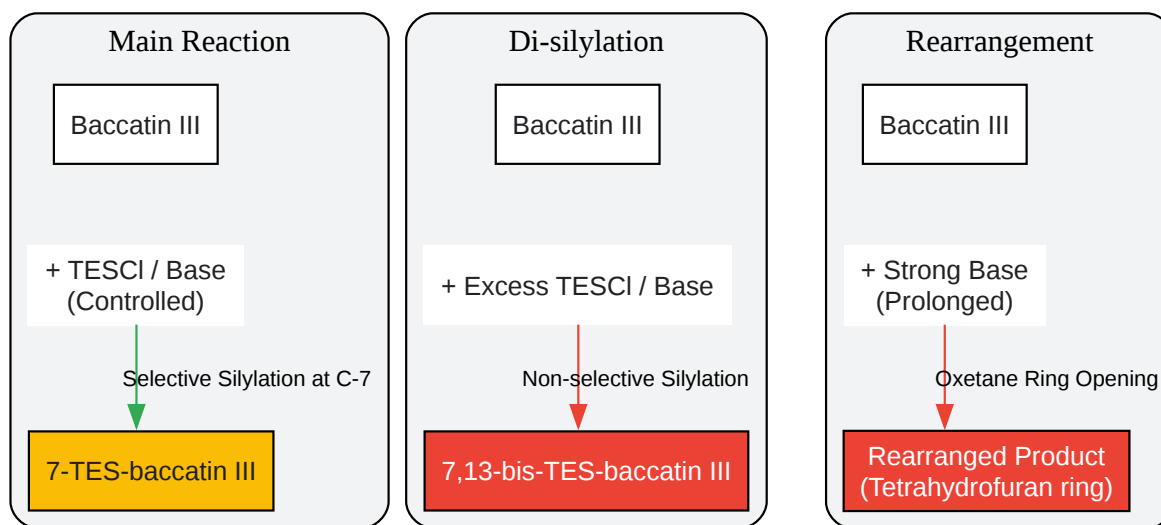 Main Reaction
Baccatin III
+ TESCl / Base
(Controlled)
Selective Silylation at C-7
7-TES-baccatin III
Di-silylation
Baccatin III
+ Excess TESCl / Base
Non-selective Silylation
7,13-bis-TES-baccatin III
Rearrangement
Baccatin III
+ Strong Base
(Prolonged)
Oxetane Ring Opening
Rearranged Product
(Tetrahydrofuran ring)